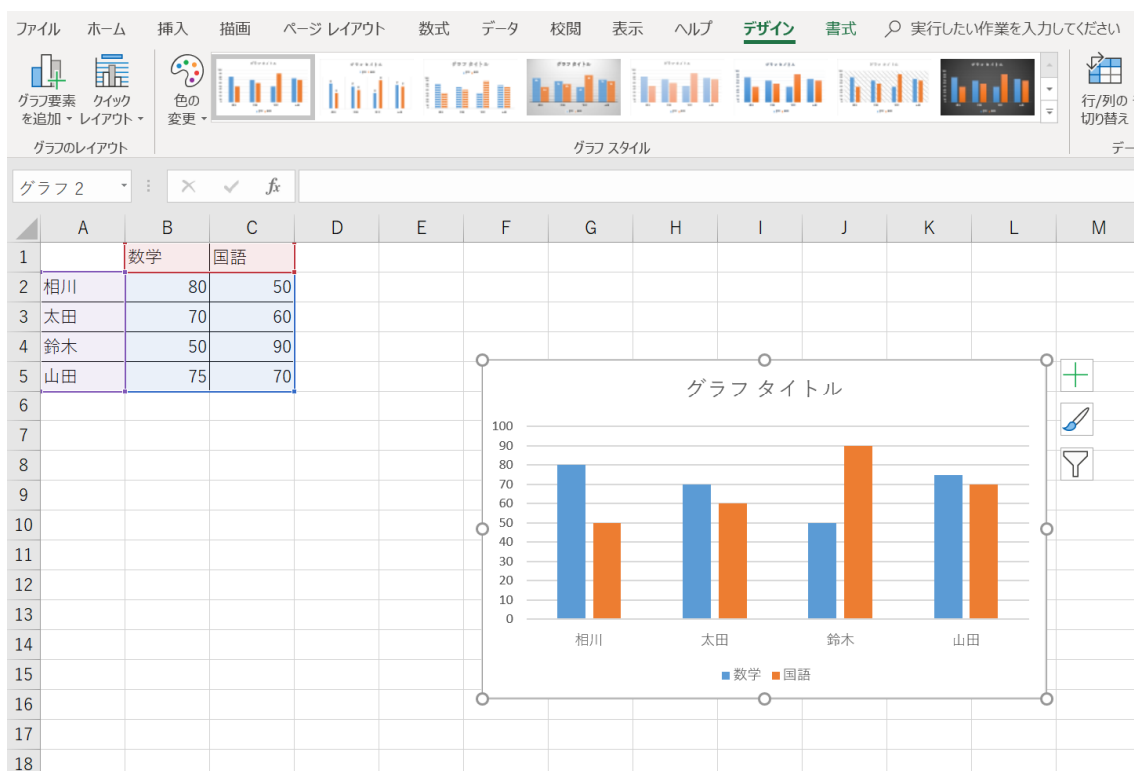 ファイル ホーム 挿入 描画 ページ レイアウト 数式 データ 校閲 表示 ヘルプ デザイン 書式 実行したい作業を入力してください
グラフ要素を追加 クイックレイアウト 色の変更 行/列の切り替え
グラフのレイアウト グラフ スタイル デー
グラフ 2 fx
A B C D E F G H I J K L M
1 数学 国語
2 相川 80 50
3 太田 70 60
4 鈴木 50 90
5 山田 75 70
6
7
8
9
10
11
12
13
14
15
16
17
18
グラフ タイトル
100
90
80
70
60
50
40
30
20
10
0
相川 太田 鈴木 山田
数学 国語